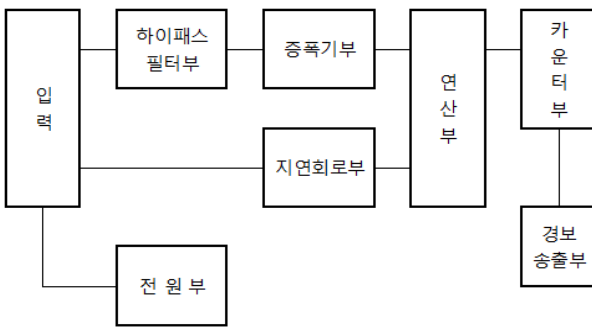 입
력
하이패스
필터부
증폭기부
지연회로부
연
산
부
카
운
터
부
경보
송출부
전 원 부